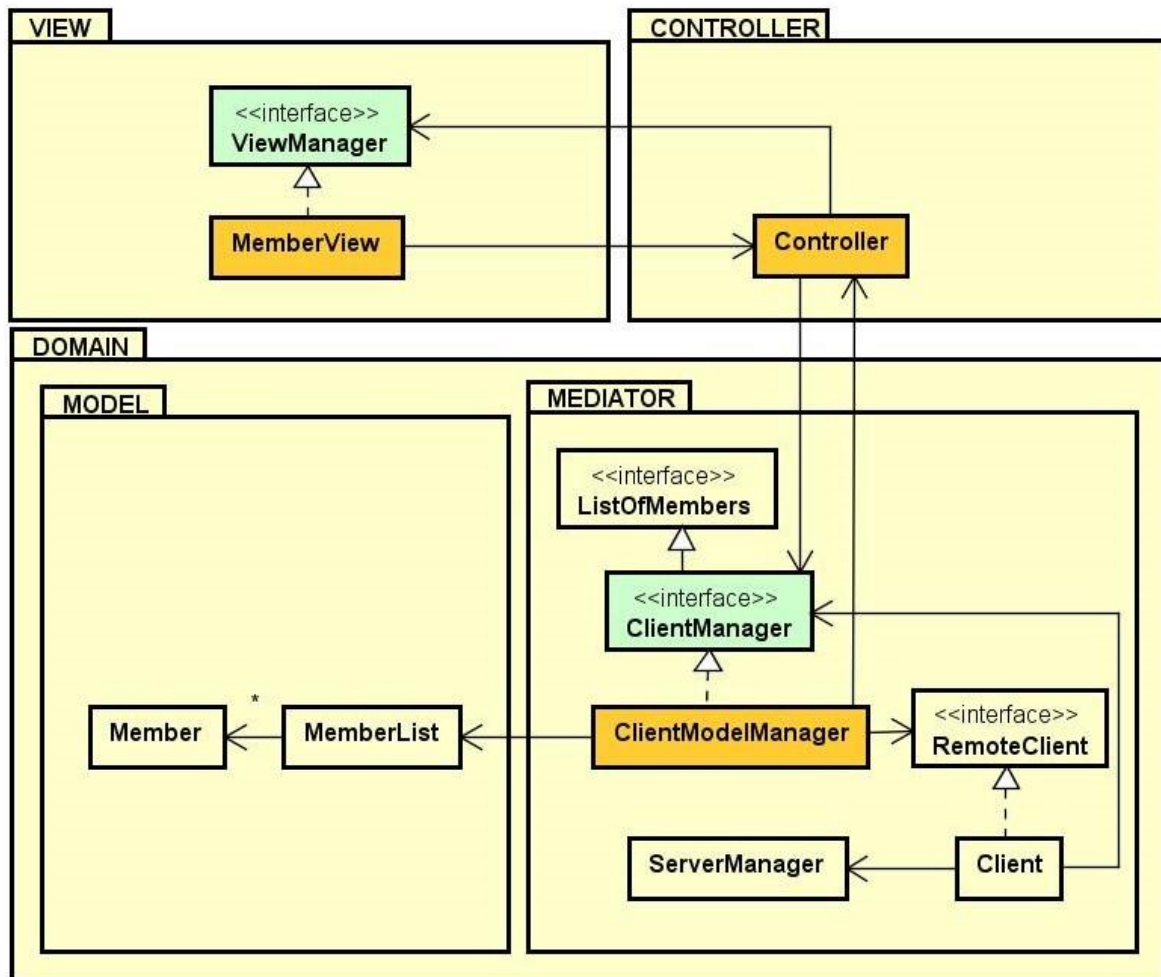 VIEW
<<interface>>
ViewManager
MemberView
CONTROLLER
Controller
DOMAIN
MODEL
Member
*
MemberList
MEDIATOR
<<interface>>
ListOfMembers
<<interface>>
ClientManager
ClientModelManager
<<interface>>
RemoteClient
ServerManager
Client